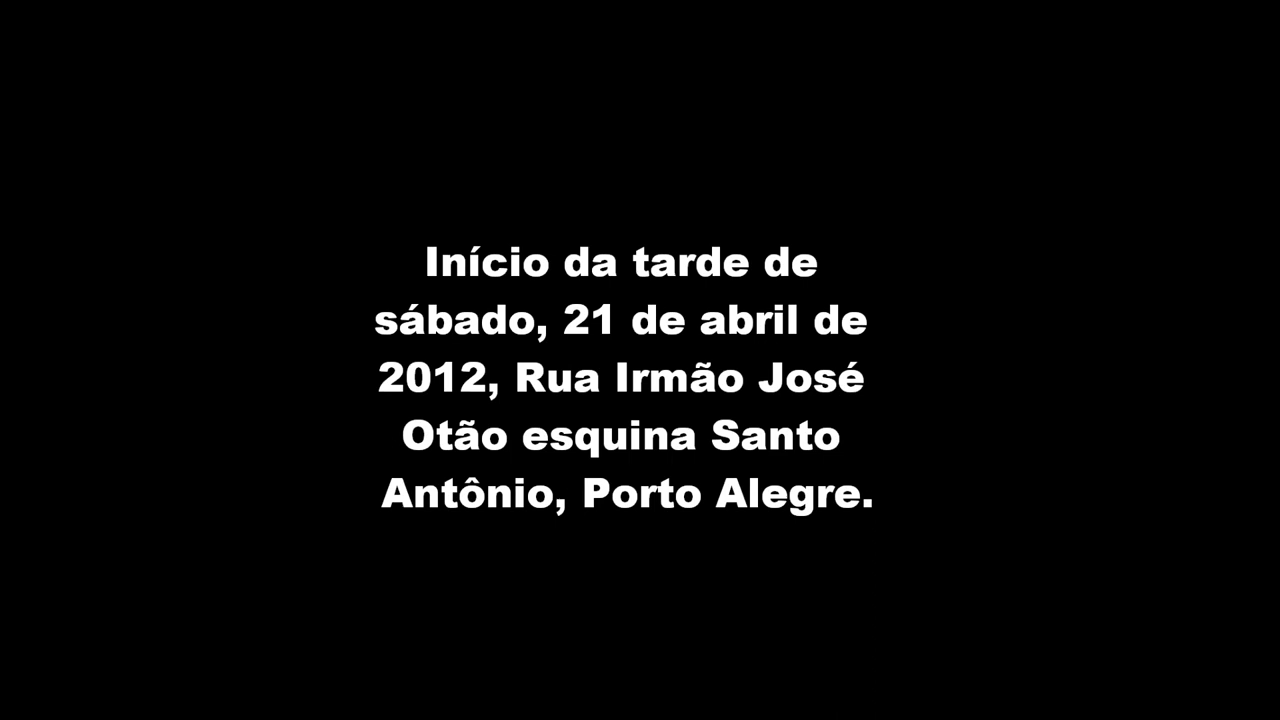 Início da tarde de
sábado, 21 de abril de
2012, Rua Irmão José
Otão esquina Santo
Antônio, Porto Alegre.